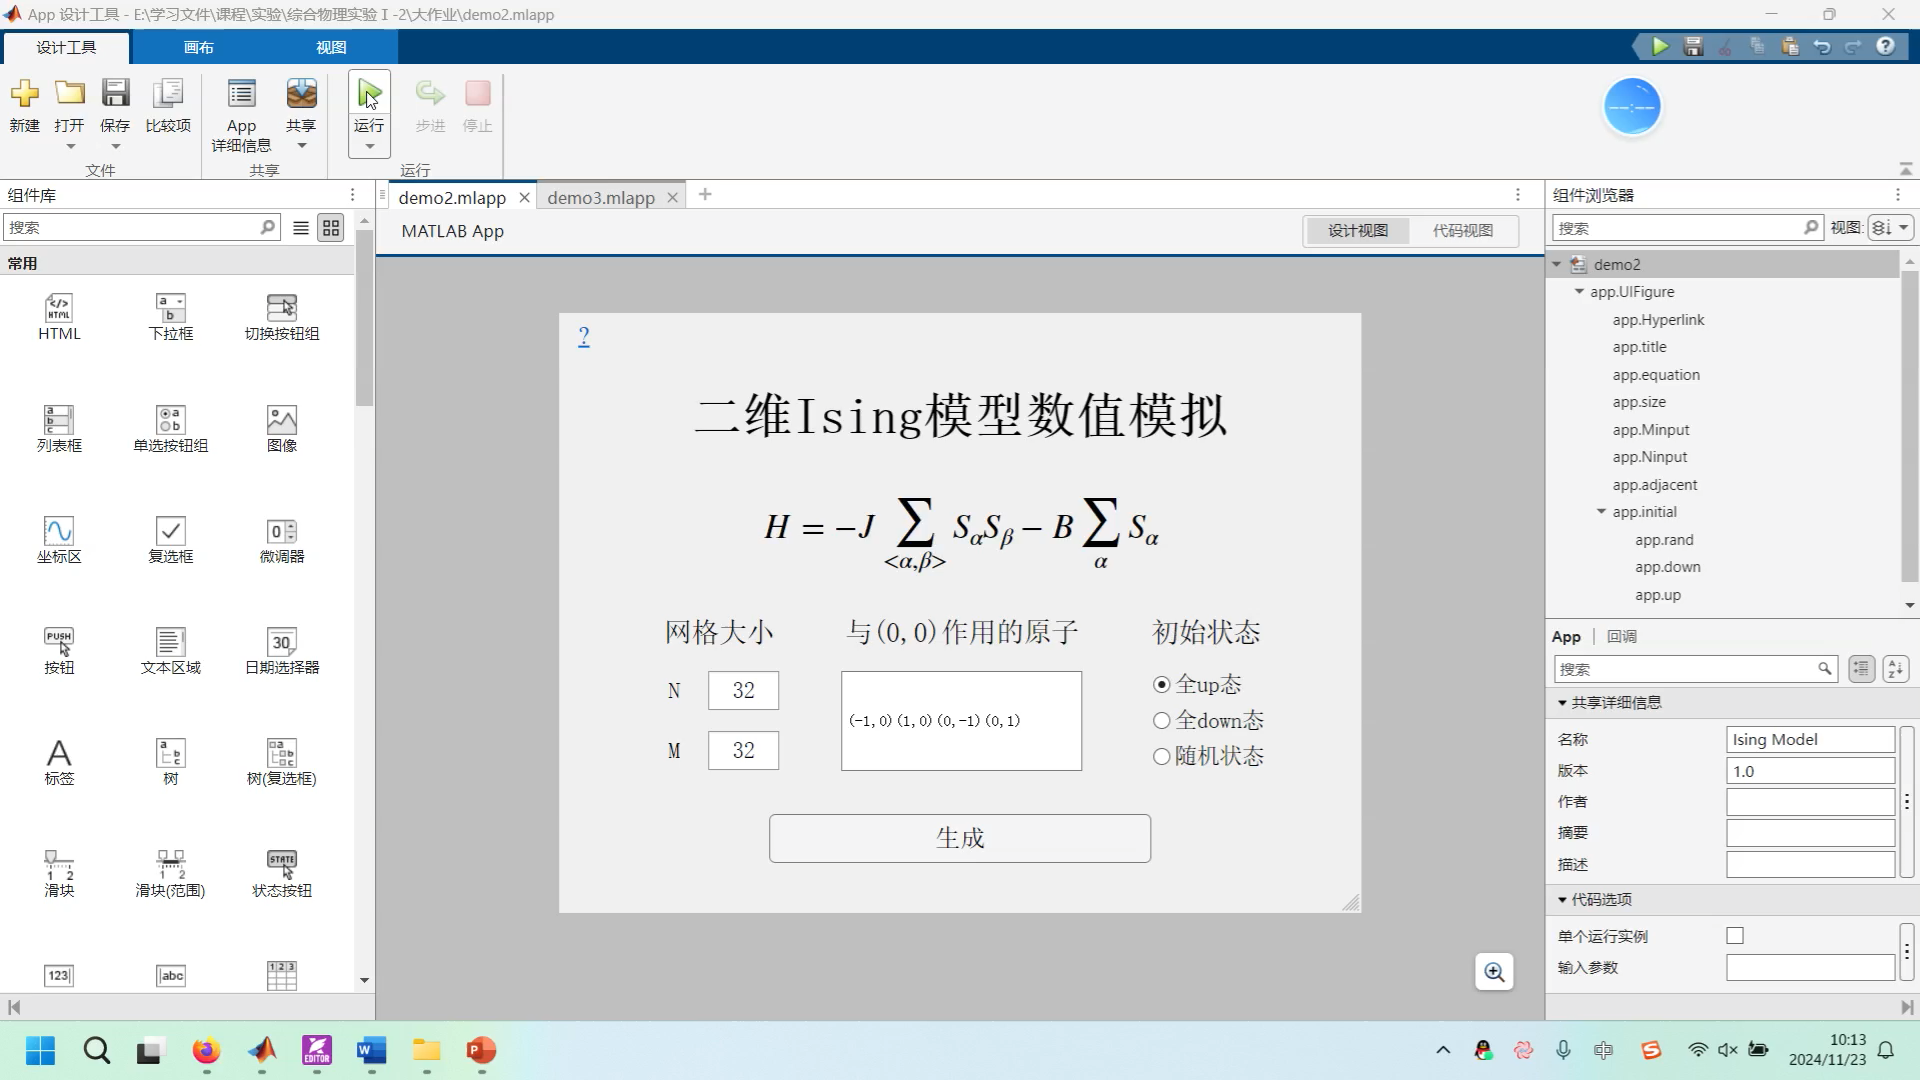 App 设计工具 - E:\学习文件\课程\实验\综合物理实验 I -2\大作业\demo2.mlapp
设计工具 画布 视图
新建 打开 保存 比较项 App 详细信息 共享 运行 步进 停止
文件 共享 运行
组件库
搜索
常用
HTML 下拉框 切换按钮组
列表框 单选按钮组 图像
坐标区 复选框 微调器
按钮 文本区域 日期选择器
标签 树 树(复选框)
滑块 滑块(范围) 状态按钮
demo2.mlapp demo3.mlapp
MATLAB App 设计视图 代码视图
?
二维Ising模型数值模拟
H = −J ∑<α,β> SαSβ − B ∑α Sα
网格大小 与(0,0)作用的原子 初始状态
N 32
M 32
(-1,0)(1,0)(0,-1)(0,1)
全up态
全down态
随机状态
生成
组件浏览器
搜索 视图:
demo2
app.UIFigure
app.Hyperlink
app.title
app.equation
app.size
app.Minput
app.Ninput
app.adjacent
app.initial
app.rand
app.down
app.up
App 回调
搜索
共享详细信息
名称 Ising Model
版本 1.0
作者
摘要
描述
代码选项
单个运行实例
输入参数
中
10:13
2024/11/23